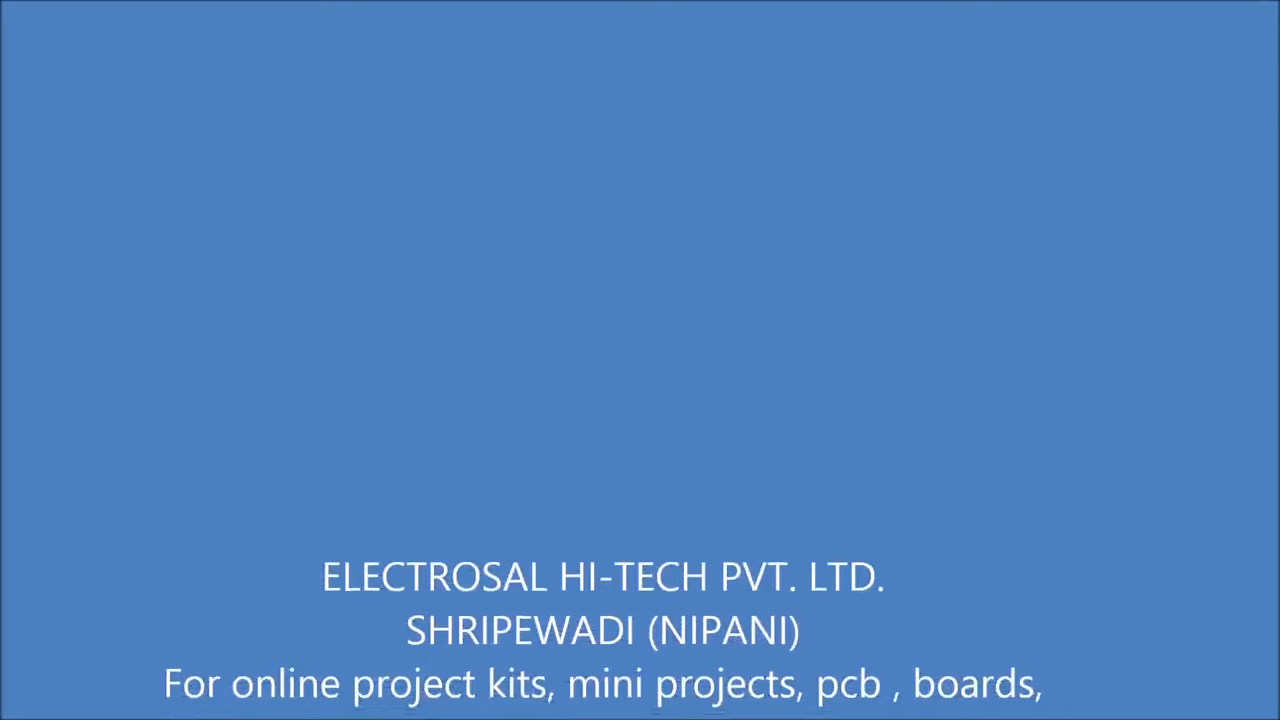 ELECTROSAL HI-TECH PVT. LTD.
SHRIPEWADI (NIPANI)
For online project kits, mini projects, pcb , boards,